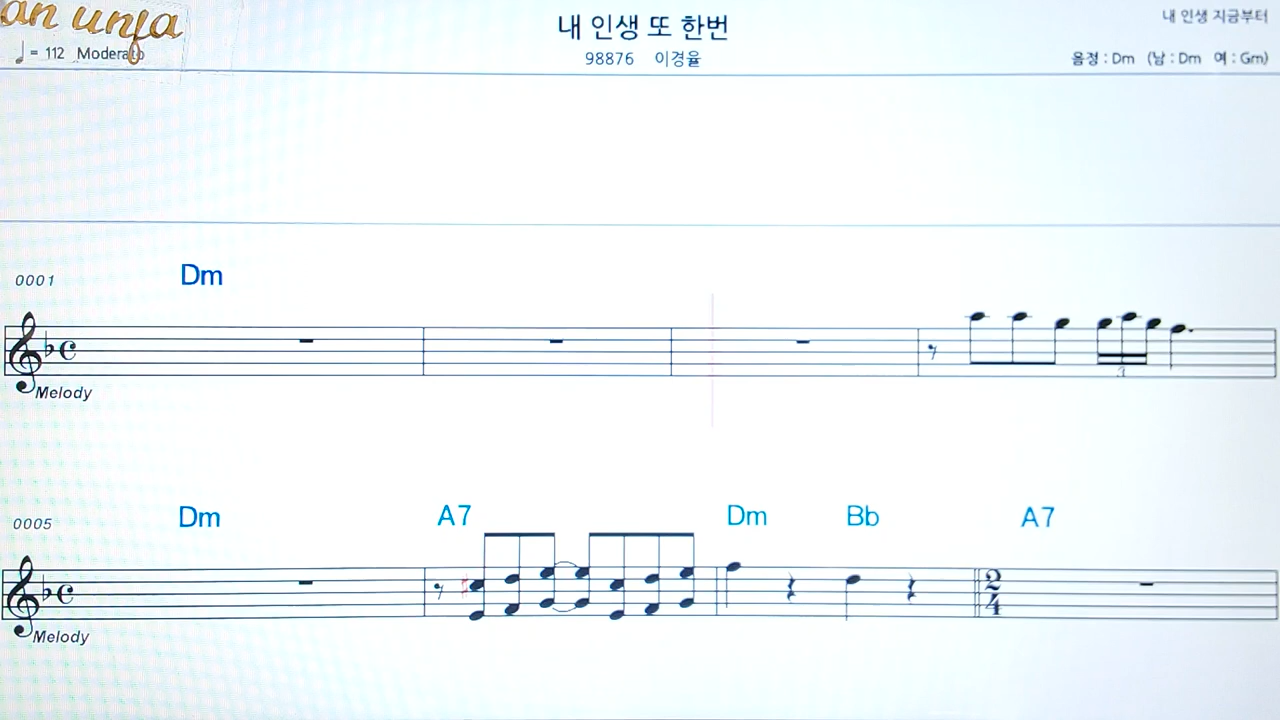 an unja
♩= 112 Moderato
내 인생 또 한번
98876 이경율
내 인생 지금부터
음정 : Dm (남 : Dm 여 : Gm)
0001 Dm
Melody
3
0005 Dm A7 Dm Bb A7
2
4
Melody